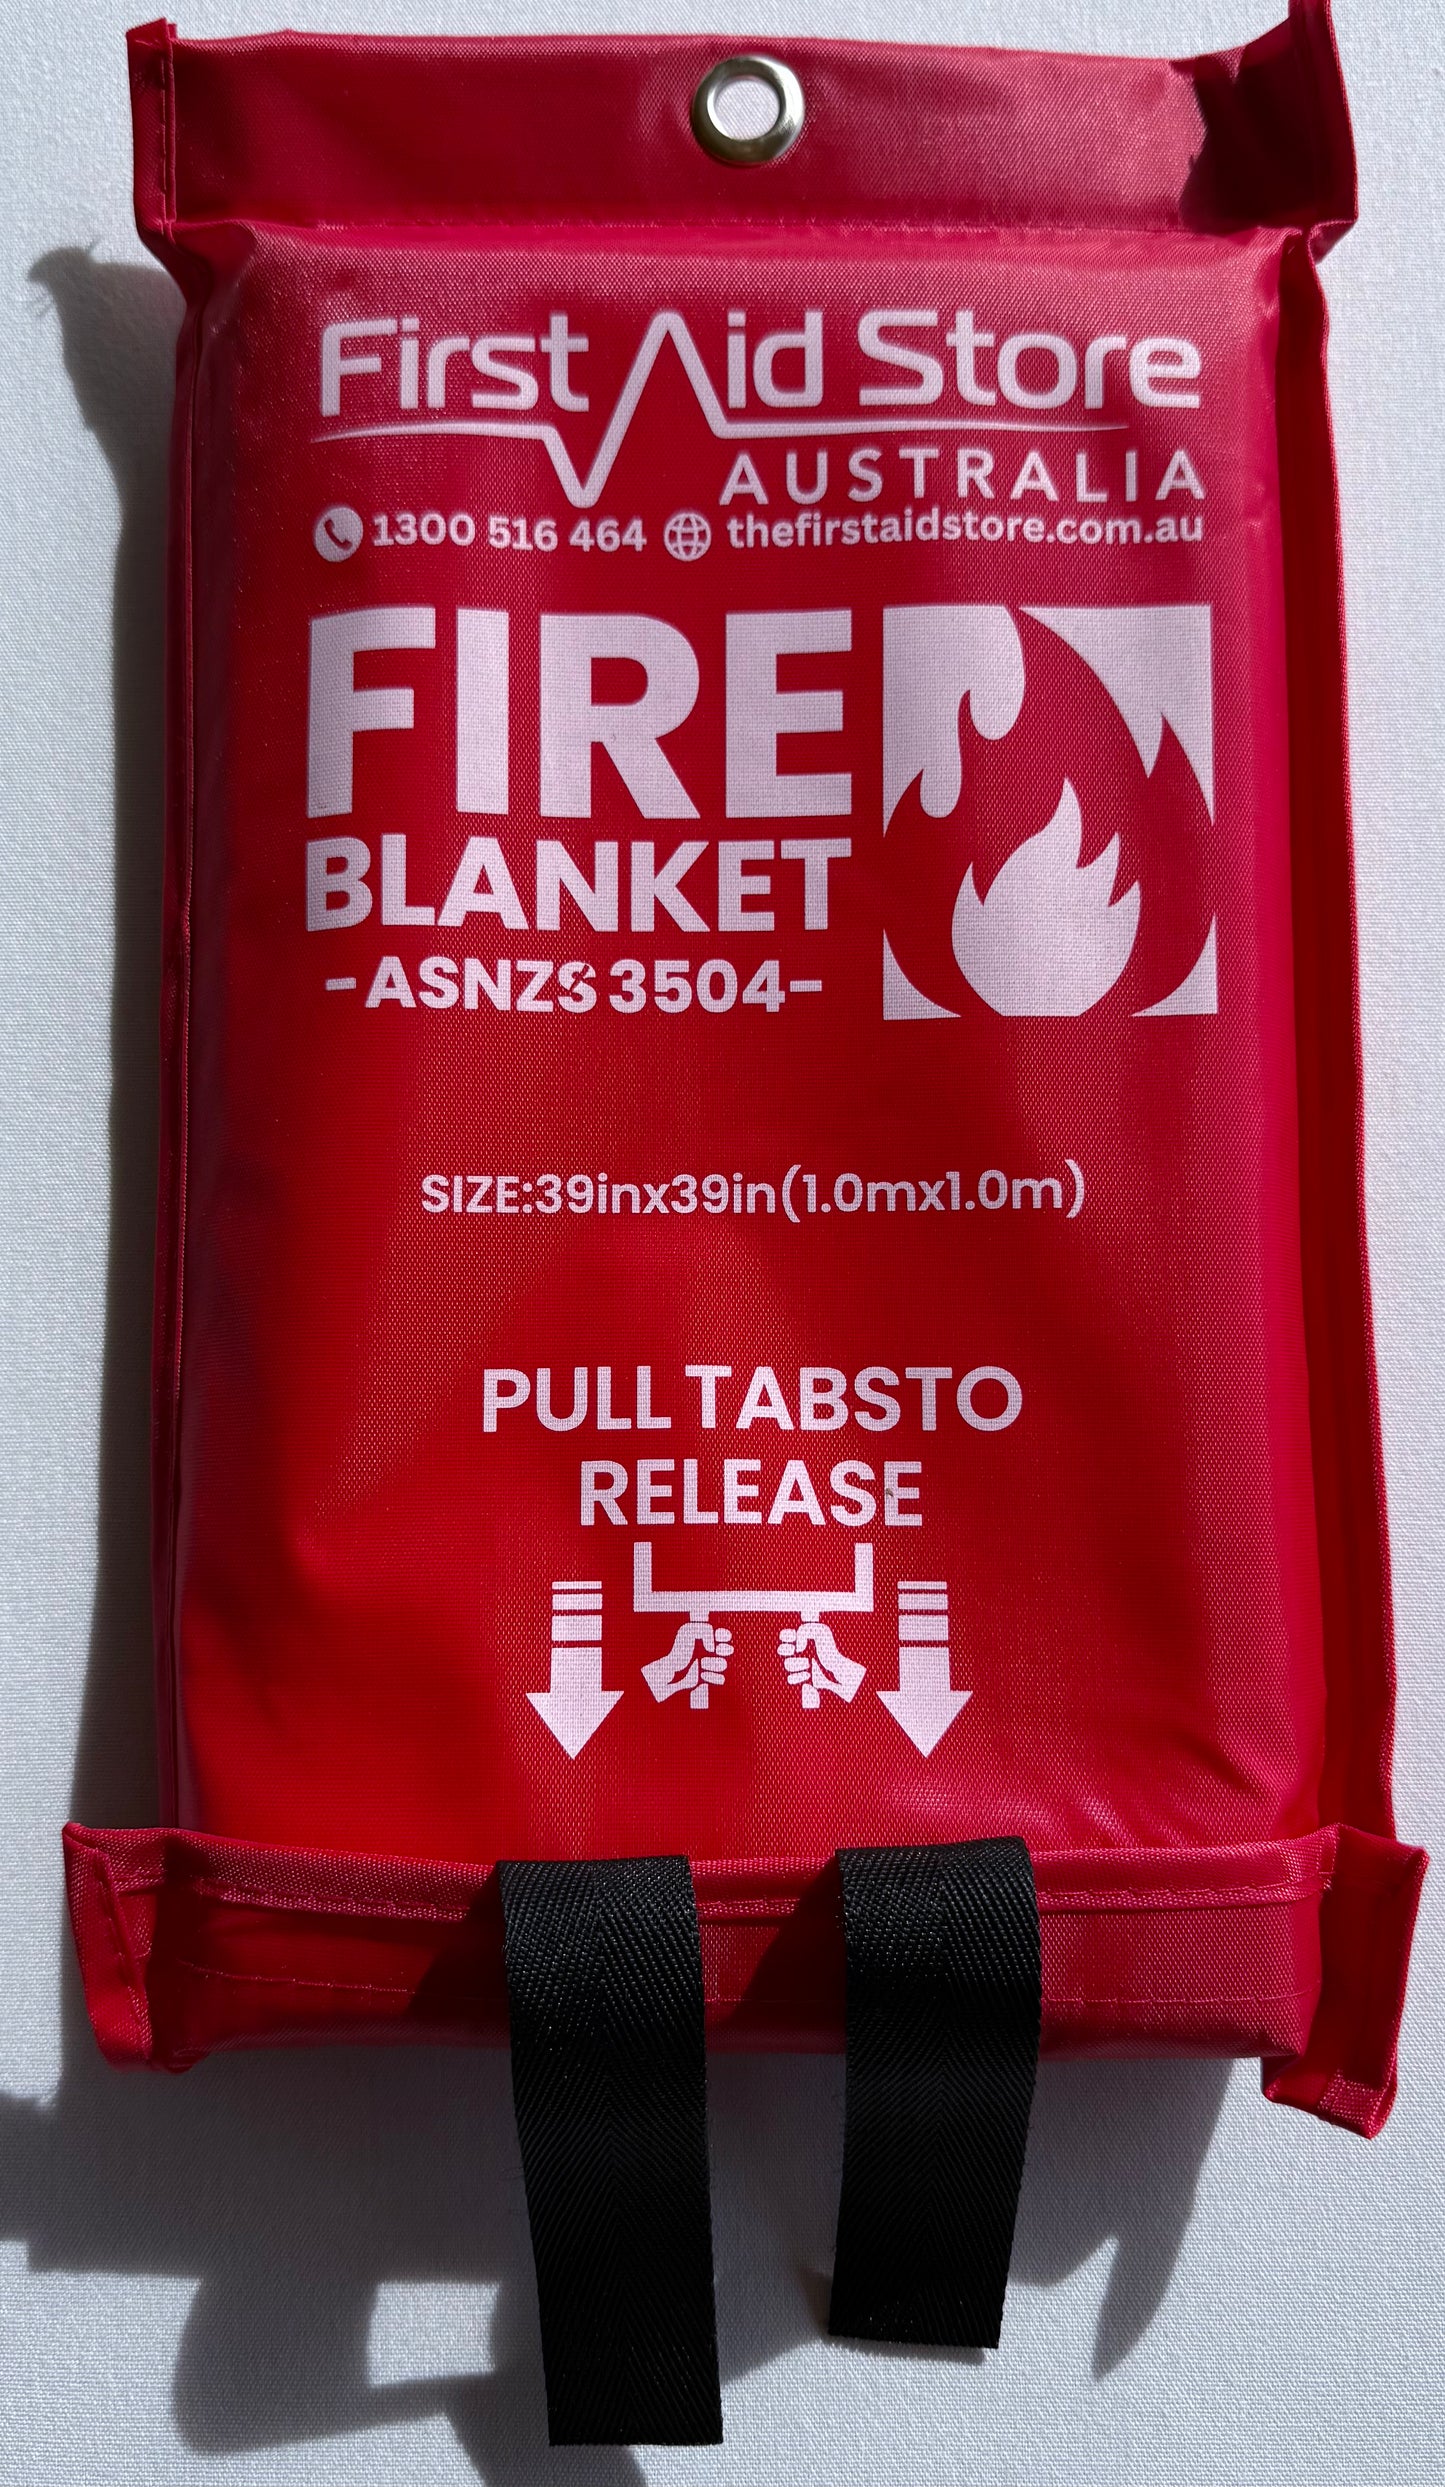 First Aid Store
AUSTRALIA
1300 516 464 thefirstaidstore.com.au
FIRE
BLANKET
-ASNZS 3504-
SIZE:39inx39in(1.0mx1.0m)
PULL TABSTO
RELEASE